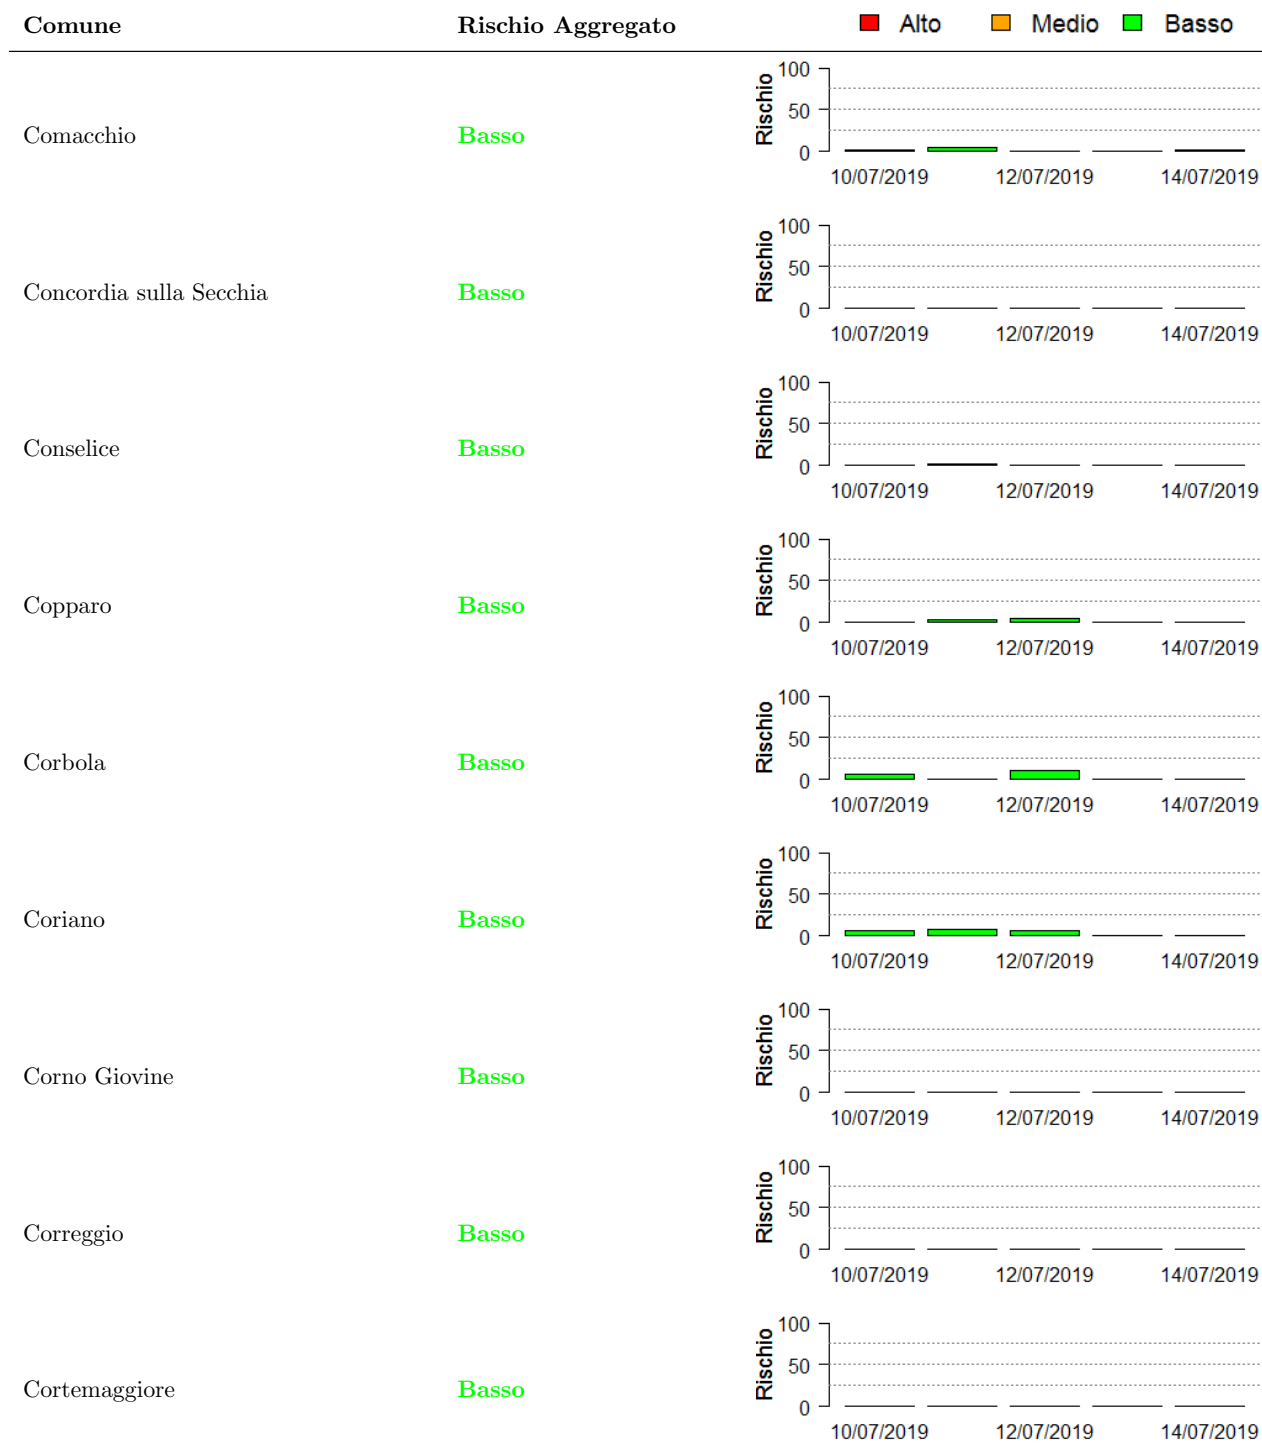 Comune Rischio Aggregato Alto Medio Basso
Comacchio Basso Rischio 100 50 0
10/07/2019 12/07/2019 14/07/2019
Concordia sulla Secchia Basso Rischio 100 50 0
10/07/2019 12/07/2019 14/07/2019
Conselice Basso Rischio 100 50 0
10/07/2019 12/07/2019 14/07/2019
Copparo Basso Rischio 100 50 0
10/07/2019 12/07/2019 14/07/2019
Corbola Basso Rischio 100 50 0
10/07/2019 12/07/2019 14/07/2019
Coriano Basso Rischio 100 50 0
10/07/2019 12/07/2019 14/07/2019
Corno Giovine Basso Rischio 100 50 0
10/07/2019 12/07/2019 14/07/2019
Correggio Basso Rischio 100 50 0
10/07/2019 12/07/2019 14/07/2019
Cortemaggiore Basso Rischio 100 50 0
10/07/2019 12/07/2019 14/07/2019